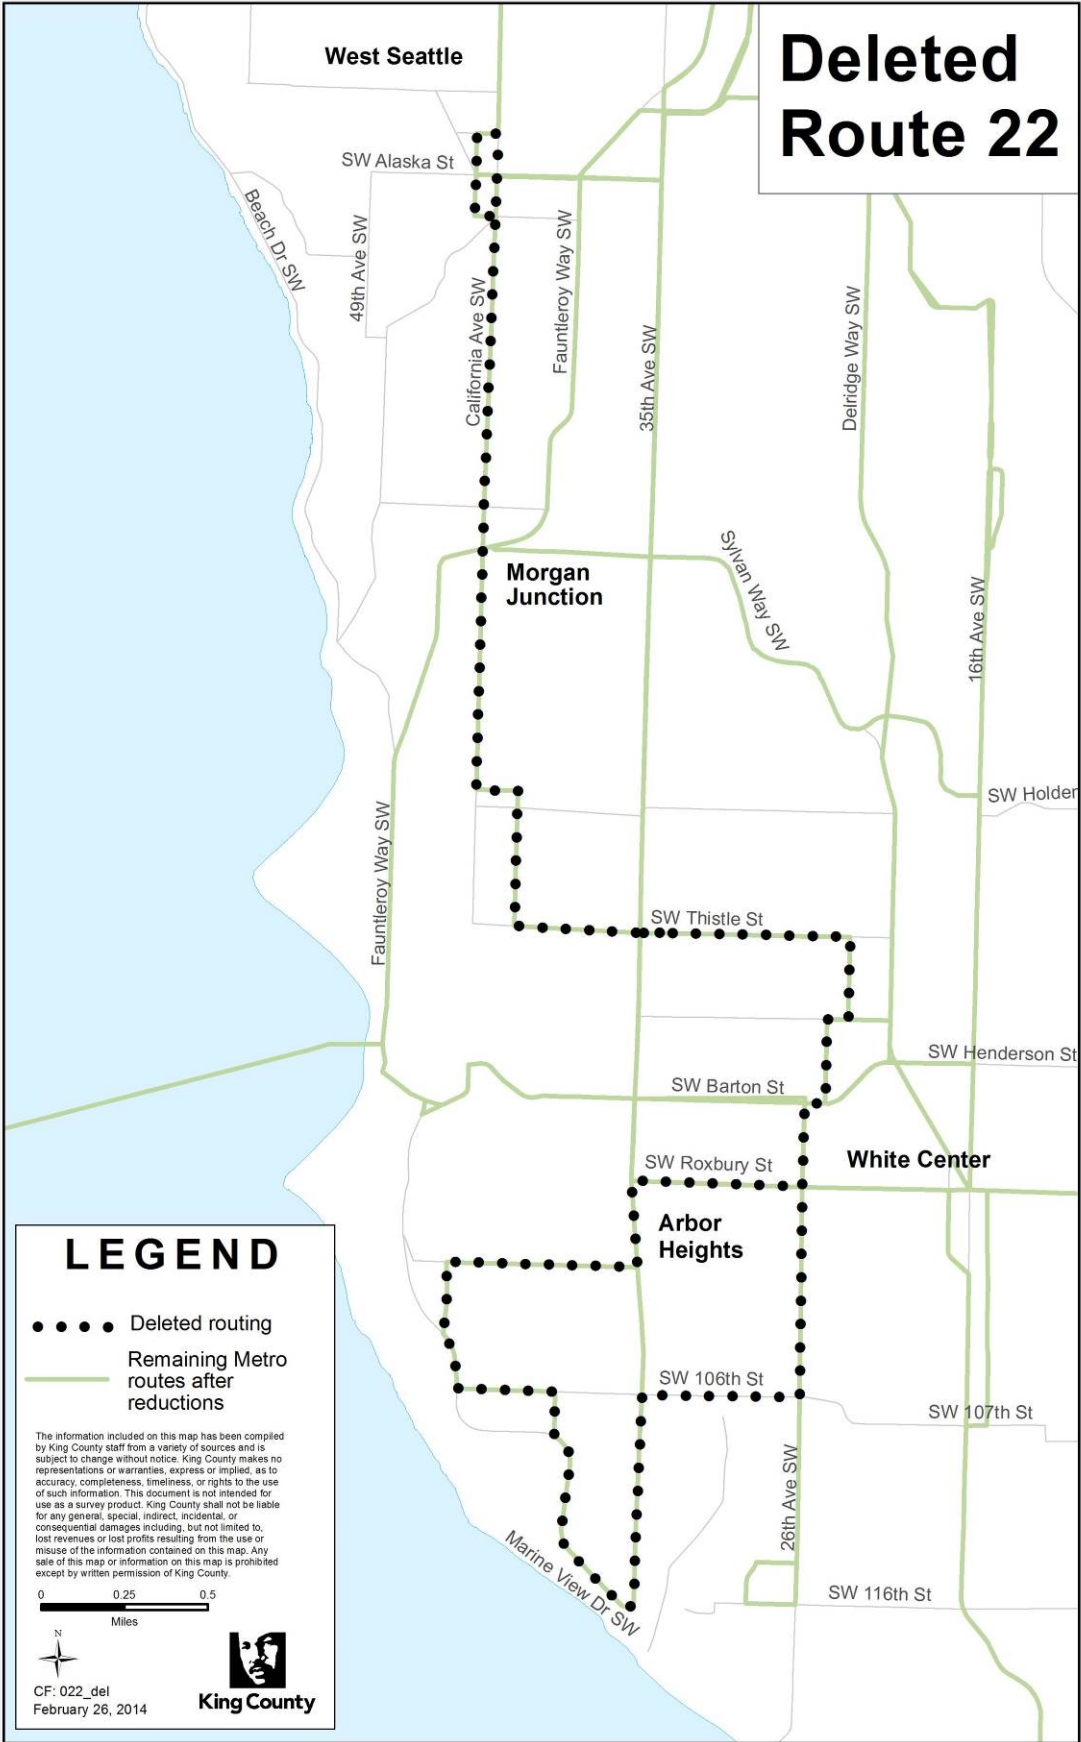 Deleted
Route 22
West Seattle
SW Alaska St
Beach Dr SW
49th Ave SW
California Ave SW
Fauntleroy Way SW
35th Ave SW
Delridge Way SW
Morgan
Junction
Sylvan Way SW
16th Ave SW
SW Holden
Fauntleroy Way SW
SW Thistle St
SW Henderson St
SW Barton St
SW Roxbury St
White Center
Arbor
Heights
SW 106th St
SW 107th St
26th Ave SW
Marine View Dr SW
SW 116th St
LEGEND
Deleted routing
Remaining Metro
routes after
reductions
The information included on this map has been compiled
by King County staff from a variety of sources and is
subject to change without notice. King County makes no
representations or warranties, express or implied, as to
accuracy, completeness, timeliness, or rights to the use
of such information. This document is not intended for
use as a survey product. King County shall not be liable
for any general, special, indirect, incidental, or
consequential damages including, but not limited to,
lost revenues or lost profits resulting from the use or
misuse of the information contained on this map. Any
sale of this map or information on this map is prohibited
except by written permission of King County.
0 0.25 0.5
Miles
N
CF: 022_del
February 26, 2014
King County